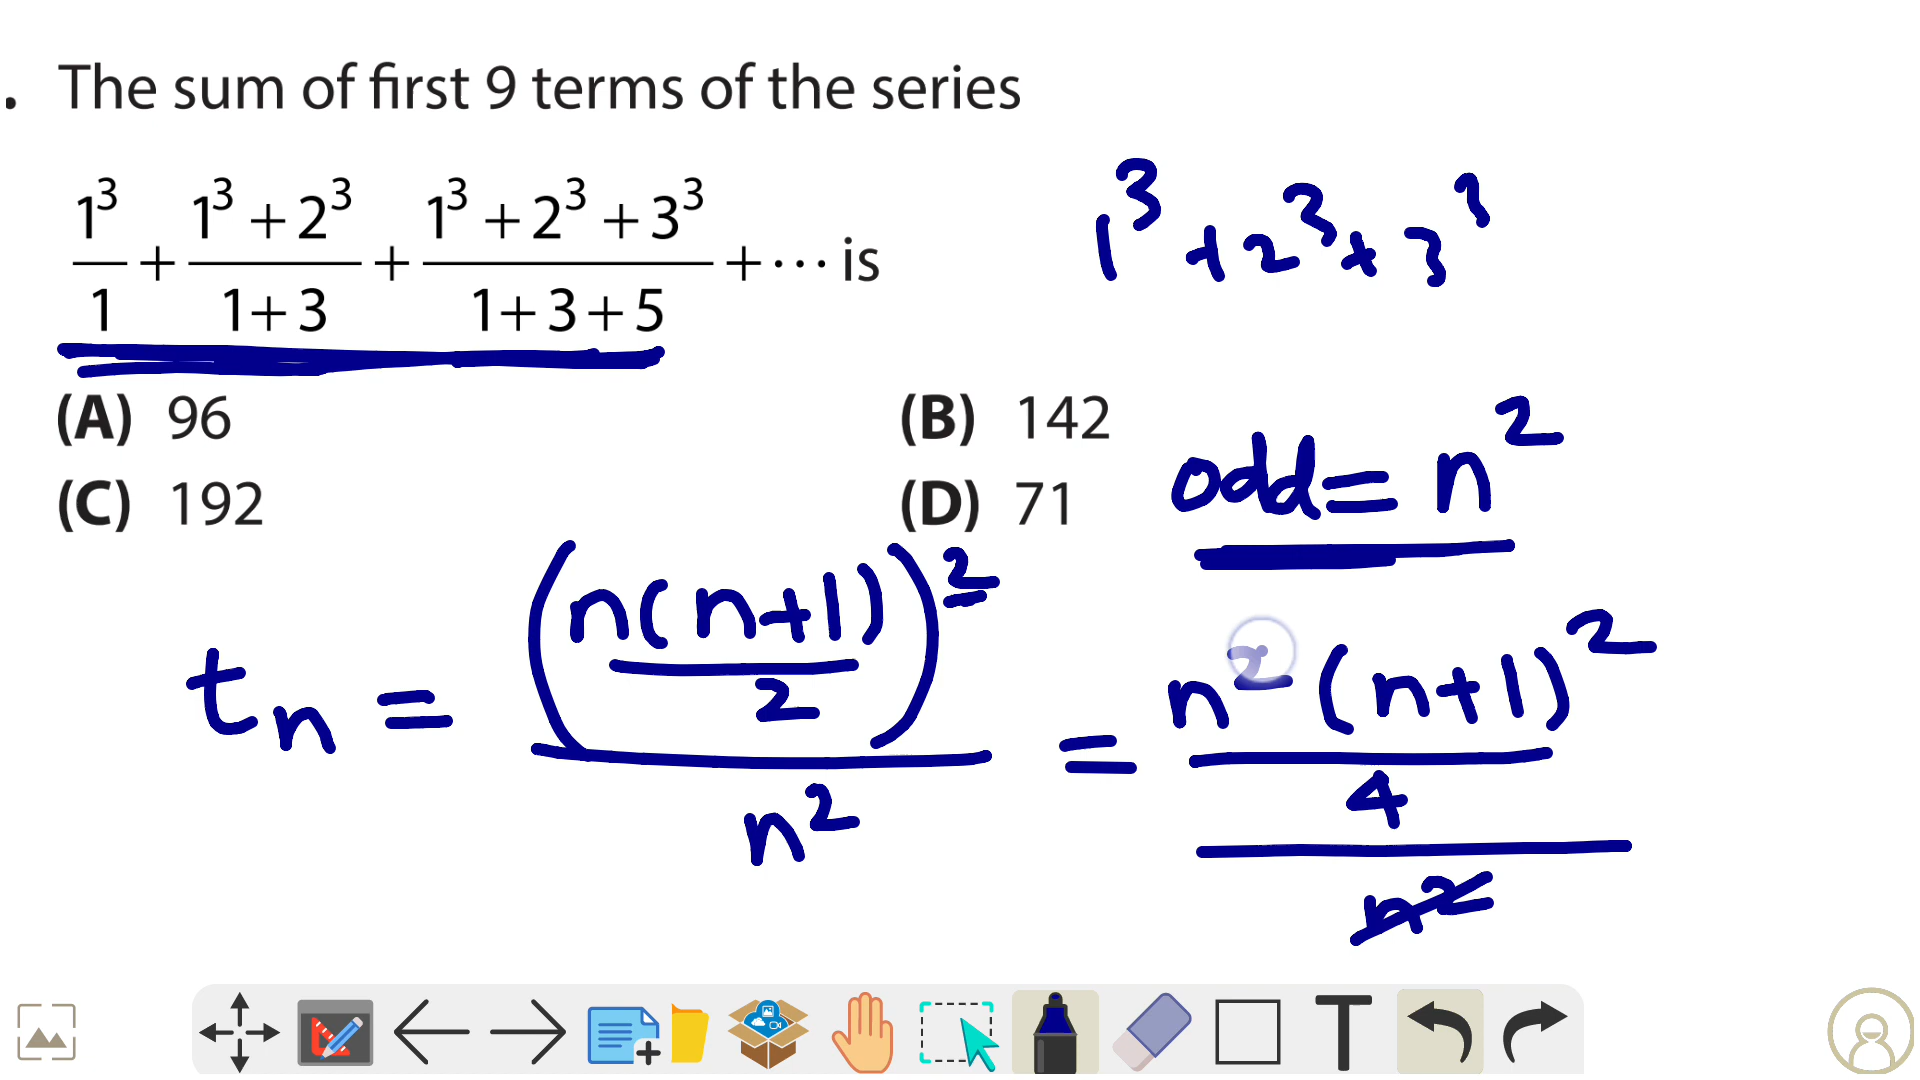 . The sum of first 9 terms of the series
1³/1 + (1³ + 2³)/(1 + 3) + (1³ + 2³ + 3³)/(1 + 3 + 5) + ⋯ is
1³ + 2³ + 3³
(A) 96
(B) 142
(C) 192
(D) 71
odd = n²
tₙ = (n(n+1)/2)²/n² = (n²(n+1)²/4)/n²
T